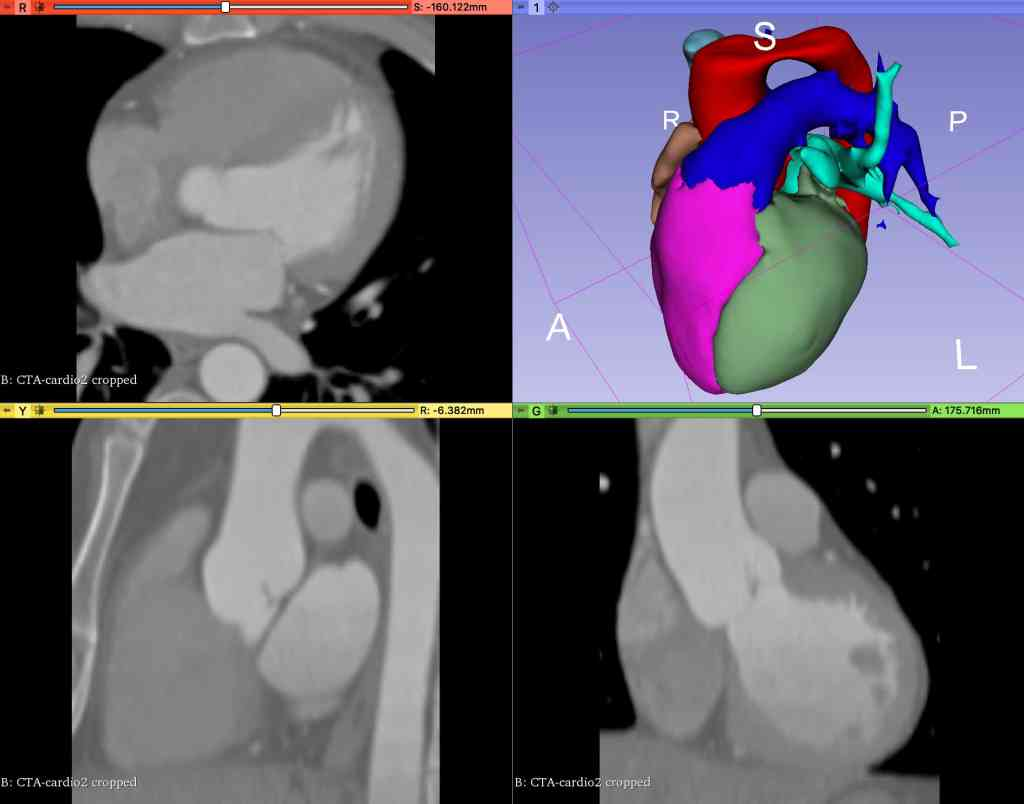 R S: -160.122mm
1
S
R
P
A
L
B: CTA-cardio2 cropped
Y R: -6.382mm
G A: 175.716mm
B: CTA-cardio2 cropped
B: CTA-cardio2 cropped